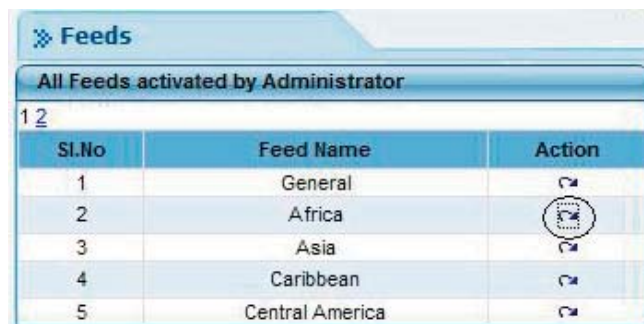 Feeds
All Feeds activated by Administrator
1 2
Sl.No Feed Name Action
1 General
2 Africa
3 Asia
4 Caribbean
5 Central America